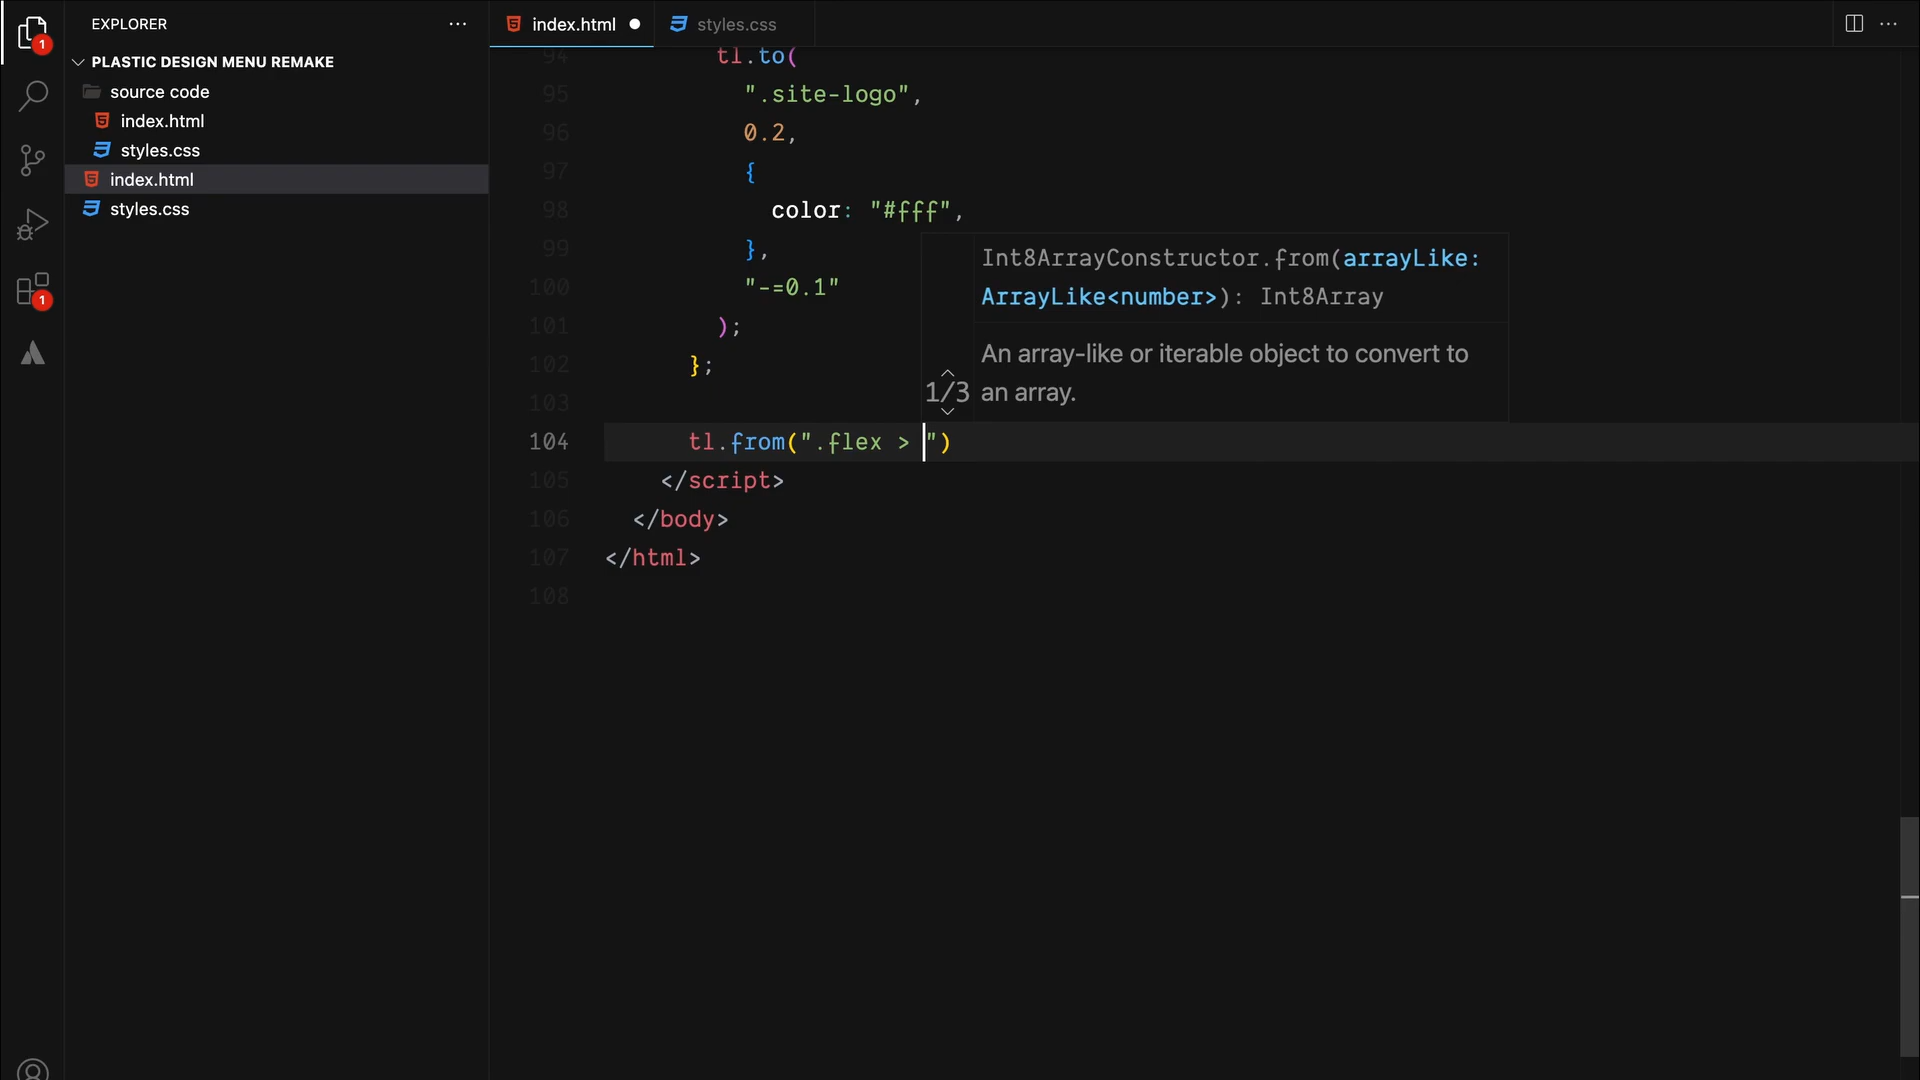 EXPLORER
PLASTIC DESIGN MENU REMAKE
source code
index.html
styles.css
index.html
styles.css
1
1
index.html
styles.css
94 tl.to(
95 ".site-logo",
96 0.2,
97 {
98 color: "#fff",
99 },
100 "-=0.1"
101 );
102 };
103
104 tl.from(".flex > ")
105 </script>
106 </body>
107 </html>
108
Int8ArrayConstructor.from(arrayLike:
ArrayLike<number>): Int8Array
1/3
An array-like or iterable object to convert to
an array.